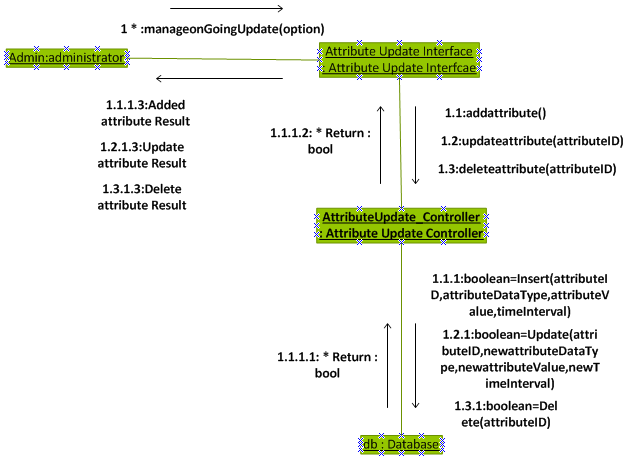 1 * :manageonGoingUpdate(option)
Admin:administrator
Attribute Update Interface
: Attribute Update Interfcae
1.1.1.3:Added
attribute Result
1.2.1.3:Update
attribute Result
1.3.1.3:Delete
attribute Result
1.1.1.2: * Return :
bool
1.1:addattribute()
1.2:updateattribute(attributeID)
1.3:deleteattribute(attributeID)
AttributeUpdate_Controller
: Attribute Update Controller
1.1.1:boolean=Insert(attributeI
D,attributeDataType,attributeV
alue,timeInterval)
1.1.1.1: * Return :
bool
1.2.1:boolean=Update(attri
buteID,newattributeDataTy
pe,newattributeValue,newT
imeInterval)
1.3.1:boolean=Del
ete(attributeID)
db : Database